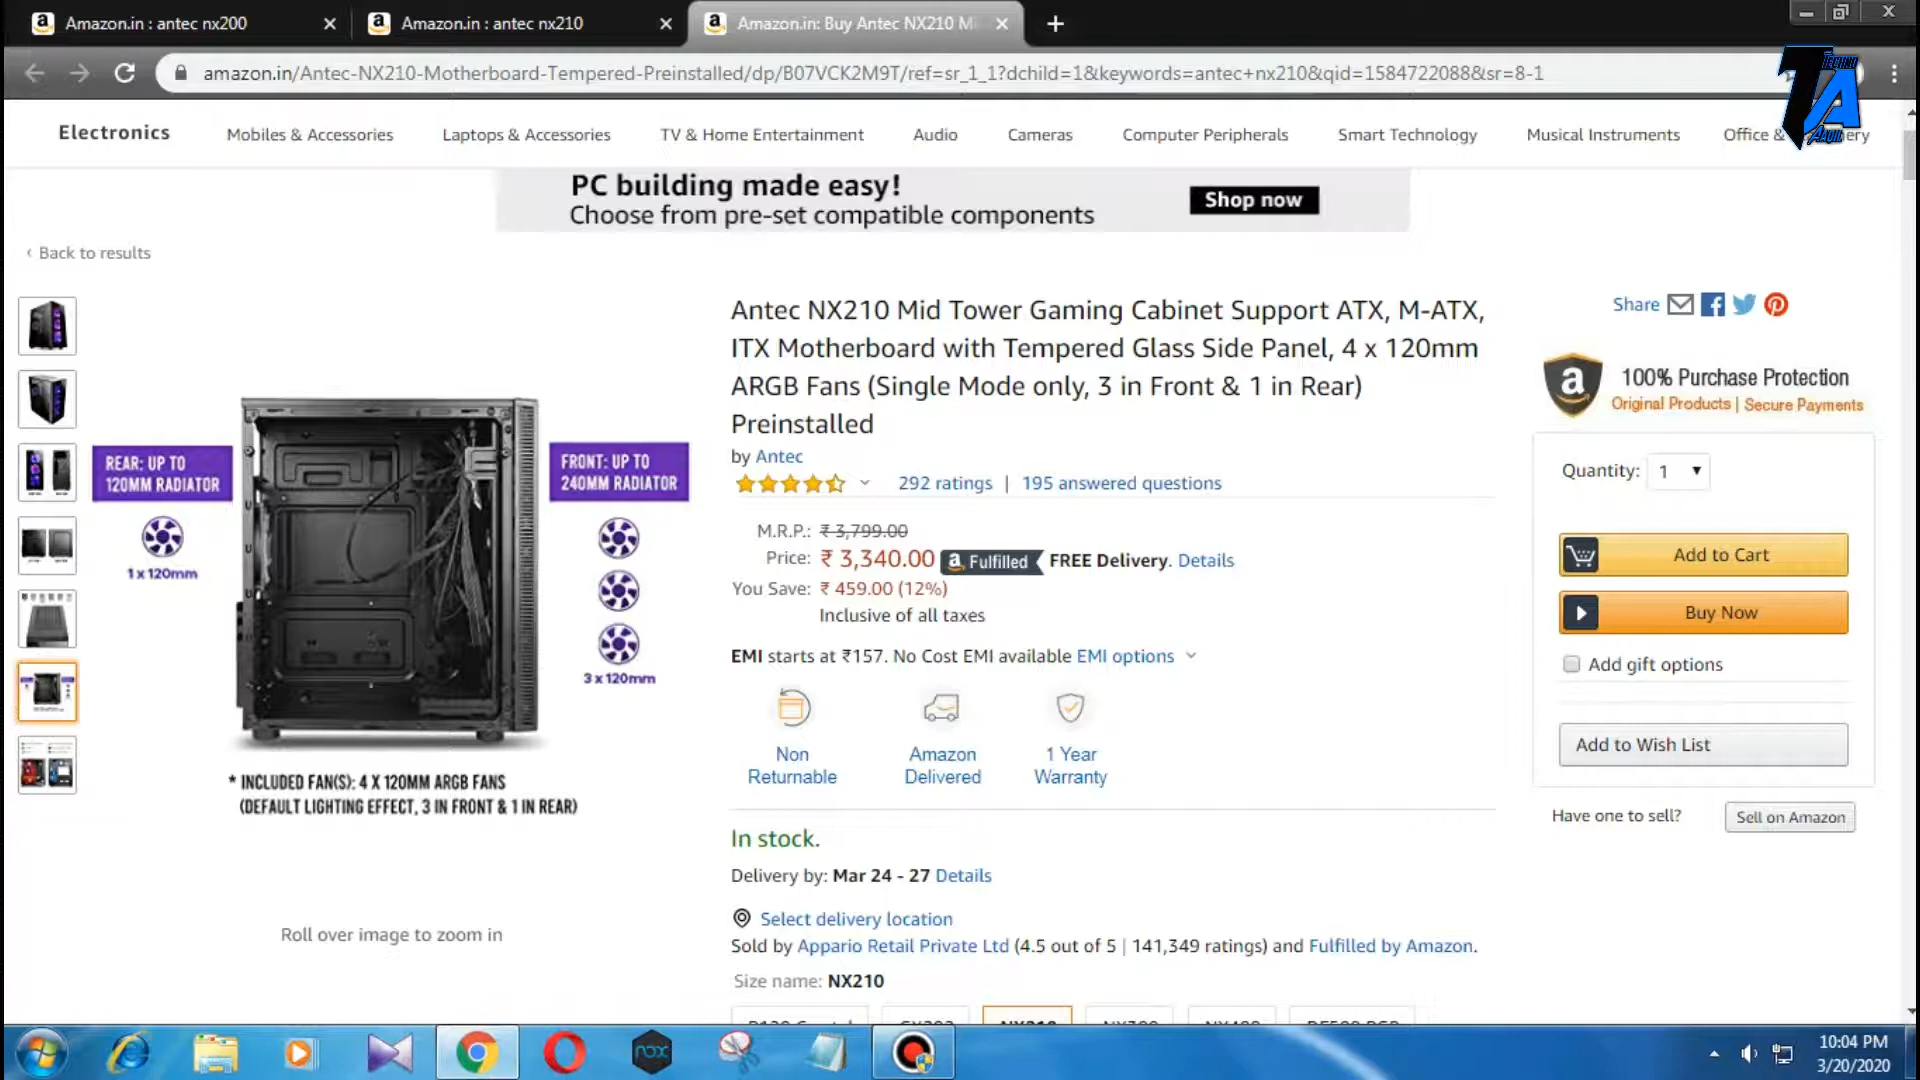 Amazon.in : antec nx200
Amazon.in : antec nx210
Amazon.in: Buy Antec NX210 Mi
amazon.in/Antec-NX210-Motherboard-Tempered-Preinstalled/dp/B07VCK2M9T/ref=sr_1_1?dchild=1&keywords=antec+nx210&qid=1584722088&sr=8-1
TECHNO
TA
Electronics
Mobiles & Accessories
Laptops & Accessories
TV & Home Entertainment
Audio
Cameras
Computer Peripherals
Smart Technology
Musical Instruments
Office &
PC building made easy!
Choose from pre-set compatible components
Shop now
‹ Back to results
REAR: UP TO
120MM RADIATOR
1 x 120mm
FRONT: UP TO
240MM RADIATOR
3 x 120mm
* INCLUDED FAN(S): 4 X 120MM ARGB FANS
(DEFAULT LIGHTING EFFECT, 3 IN FRONT & 1 IN REAR)
Roll over image to zoom in
Antec NX210 Mid Tower Gaming Cabinet Support ATX, M-ATX,
ITX Motherboard with Tempered Glass Side Panel, 4 x 120mm
ARGB Fans (Single Mode only, 3 in Front & 1 in Rear)
Preinstalled
by Antec
292 ratings | 195 answered questions
M.R.P.: ₹ 3,799.00
Price: ₹ 3,340.00 a Fulfilled FREE Delivery. Details
You Save: ₹ 459.00 (12%)
Inclusive of all taxes
EMI starts at ₹157. No Cost EMI available EMI options
Non
Returnable
Amazon
Delivered
1 Year
Warranty
In stock.
Delivery by: Mar 24 - 27 Details
Select delivery location
Sold by Appario Retail Private Ltd (4.5 out of 5 | 141,349 ratings) and Fulfilled by Amazon.
Size name: NX210
Share
100% Purchase Protection
Original Products | Secure Payments
Quantity: 1
Add to Cart
Buy Now
Add gift options
Add to Wish List
Have one to sell?
Sell on Amazon
nox
10:04 PM
3/20/2020